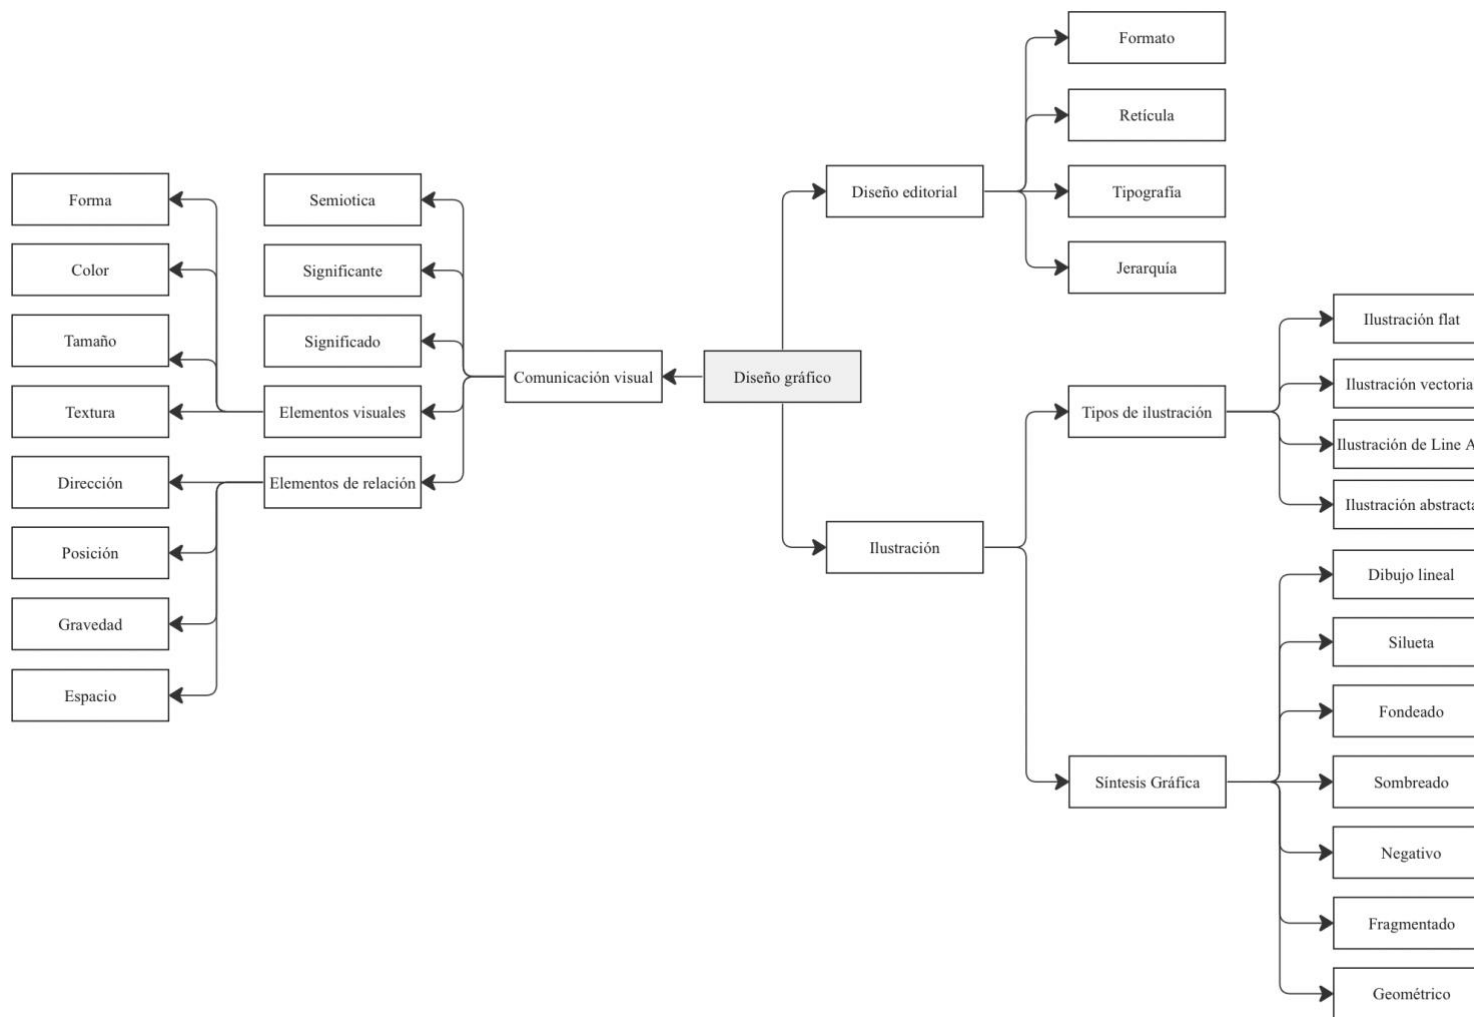 Formato
Retícula
Diseño editorial
Tipografía
Jerarquía
Forma
Semiotica
Color
Significante
Tamaño
Significado
Comunicación visual
Diseño gráfico
Textura
Elementos visuales
Dirección
Elementos de relación
Posición
Gravedad
Espacio
Ilustración
Tipos de ilustración
Ilustración flat
Ilustración vectoria
Ilustración de Line A
Ilustración abstracta
Síntesis Gráfica
Dibujo lineal
Silueta
Fondeado
Sombreado
Negativo
Fragmentado
Geométrico